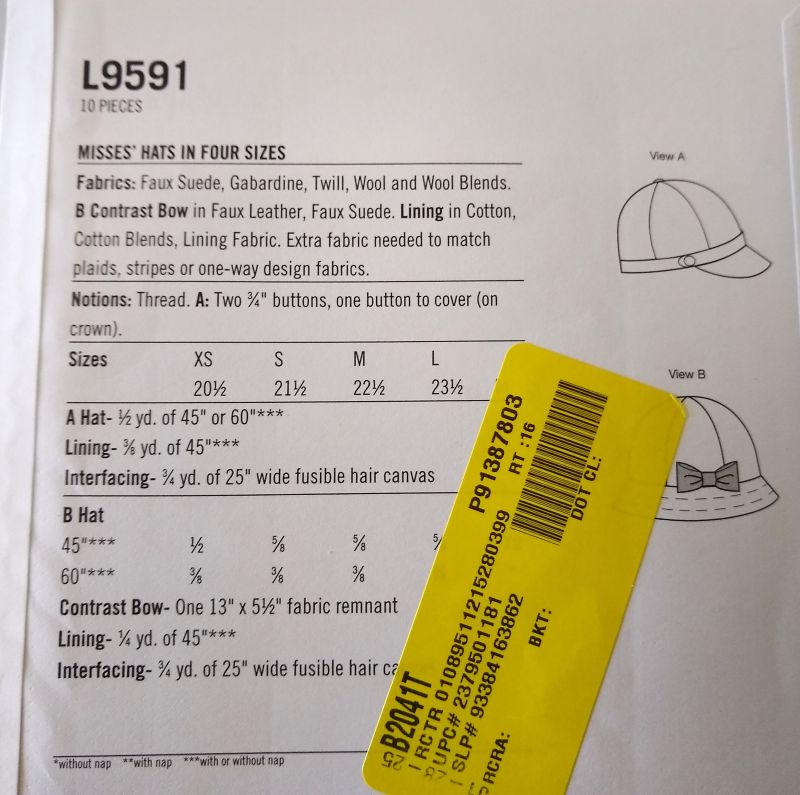 L9591
10 PIECES
MISSES' HATS IN FOUR SIZES
Fabrics: Faux Suede, Gabardine, Twill, Wool and Wool Blends.
B Contrast Bow in Faux Leather, Faux Suede. Lining in Cotton,
Cotton Blends, Lining Fabric. Extra fabric needed to match
plaids, stripes or one-way design fabrics.
Notions: Thread. A: Two ¾" buttons, one button to cover (on
crown).
Sizes XS S M L
20½ 21½ 22½ 23½
A Hat- ½ yd. of 45" or 60"***
Lining- ⅜ yd. of 45"***
Interfacing- ¾ yd. of 25" wide fusible hair canvas
B Hat
45"*** ½ ⅝ ⅝
60"*** ⅜ ⅜ ⅜
Contrast Bow- One 13" x 5½" fabric remnant
Lining- ¼ yd. of 45"***
Interfacing- ¾ yd. of 25" wide fusible hair
*without nap **with nap ***with or without nap
View A
View B
P91387803
RT :16
DOT CL:
B2041T
RCTR 0108951121528039​9
UPC# 2379501181
SLP# 93384163862
BKT:
RCRA: